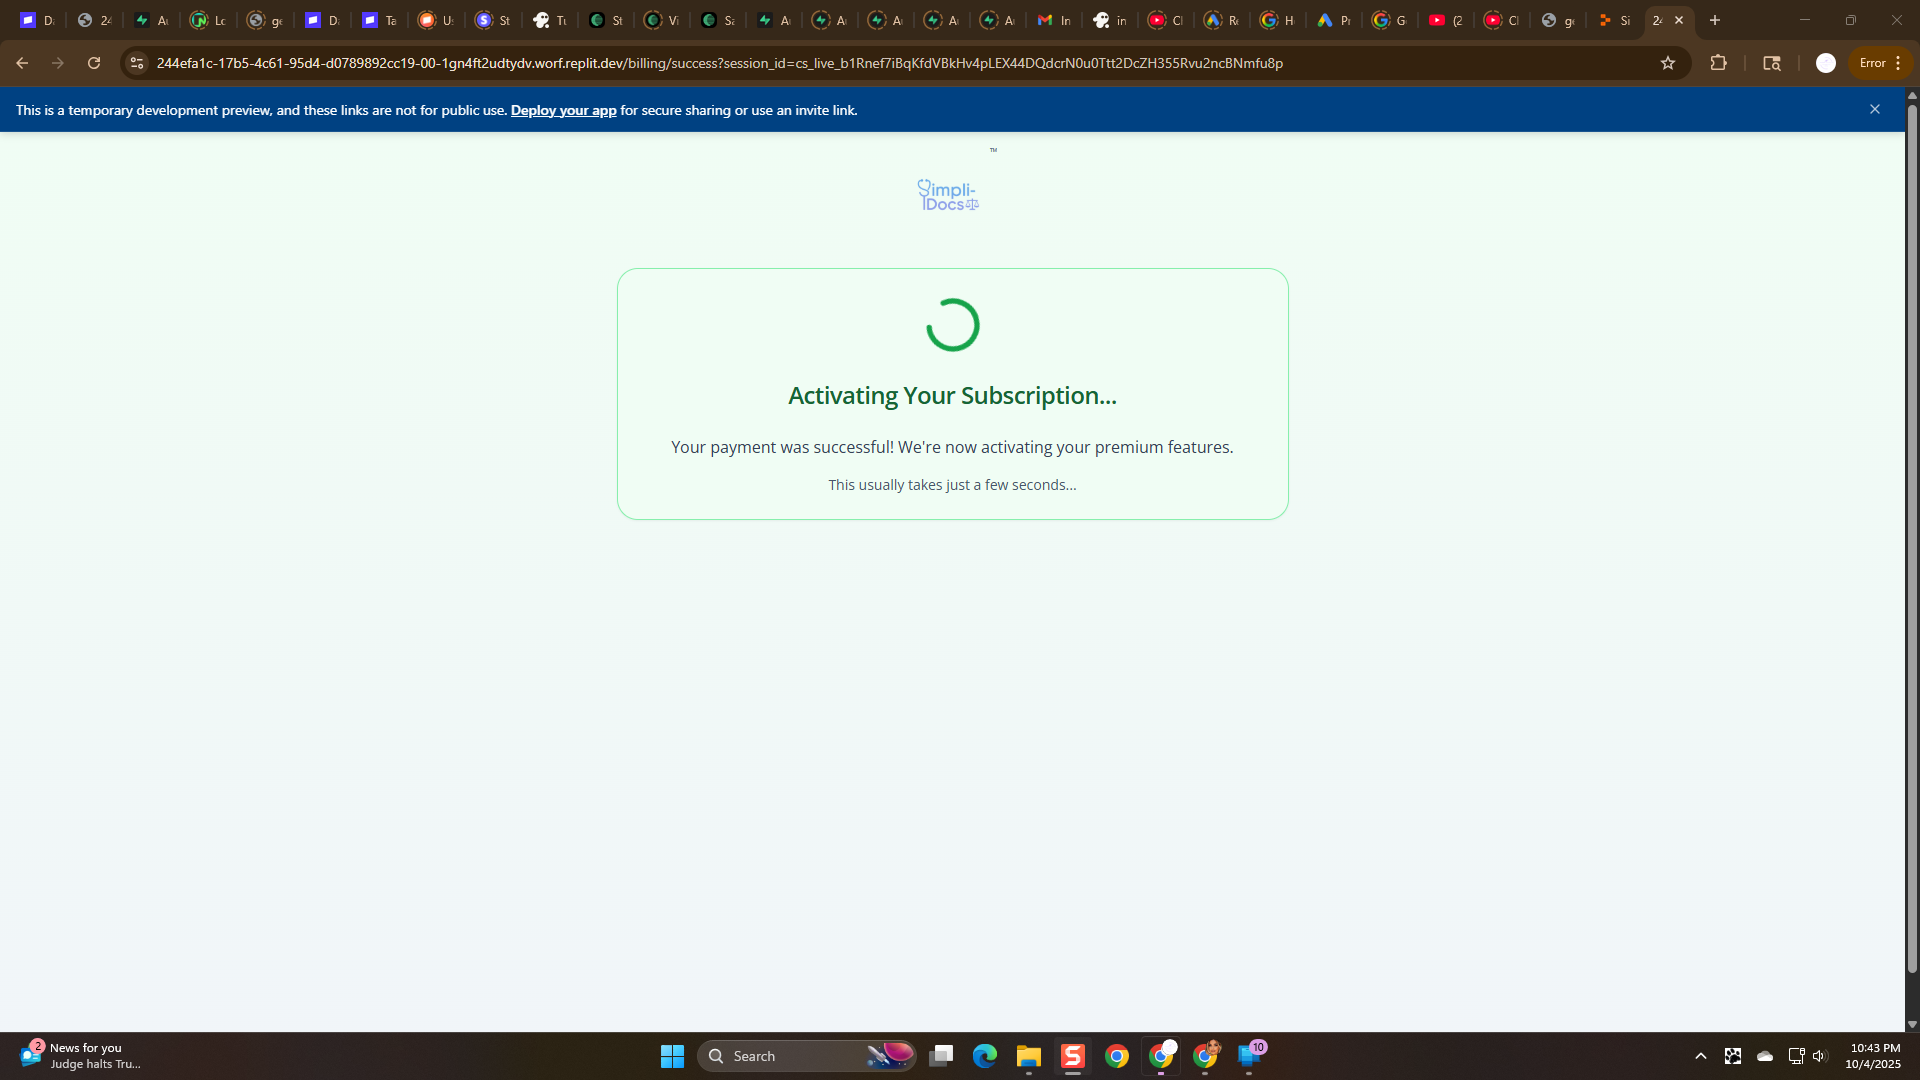 D 24 A Lo ge D Ta U St Tu St Vi Sa A A A A A In in Cl R H Pr G (2 Cl ge Si 24
244efa1c-17b5-4c61-95d4-d0789892cc19-00-1gn4ft2udtydv.worf.replit.dev/billing/success?session_id=cs_live_b1Rnef7iBqKfdVBkHv4pLEX44DQdcrN0u0Ttt2DcZH355Rvu2ncBNmfu8p
Error
This is a temporary development preview, and these links are not for public use. Deploy your app for secure sharing or use an invite link.
TM
Simpli-
Docs
Activating Your Subscription...
Your payment was successful! We're now activating your premium features.
This usually takes just a few seconds...
2
News for you
Judge halts Tru...
Search
S
10
10:43 PM
10/4/2025